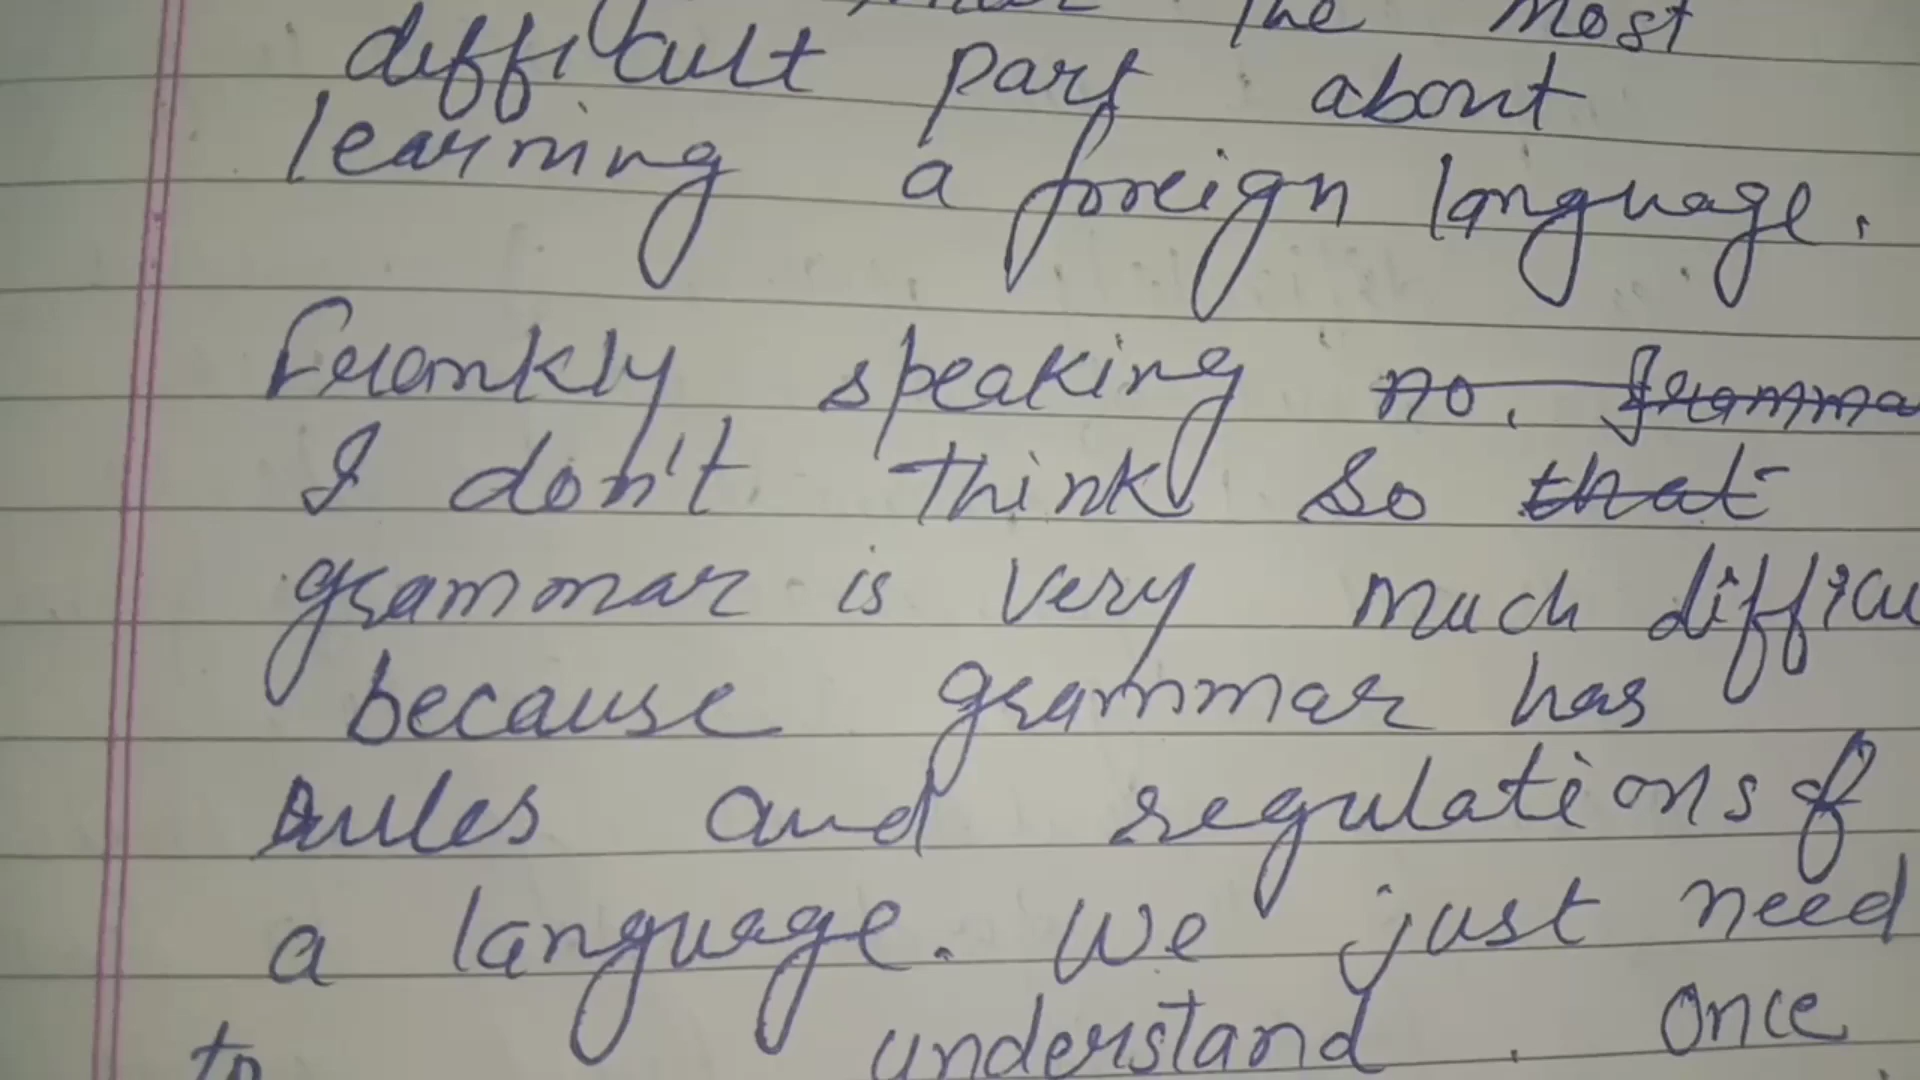 The most
difficult part about
learning a foreign language.
Frankly speaking no. gramma
I don't think so that
grammar is very much difficu
because grammar has
rules and regulations of
a language. We just need
to understand. Once